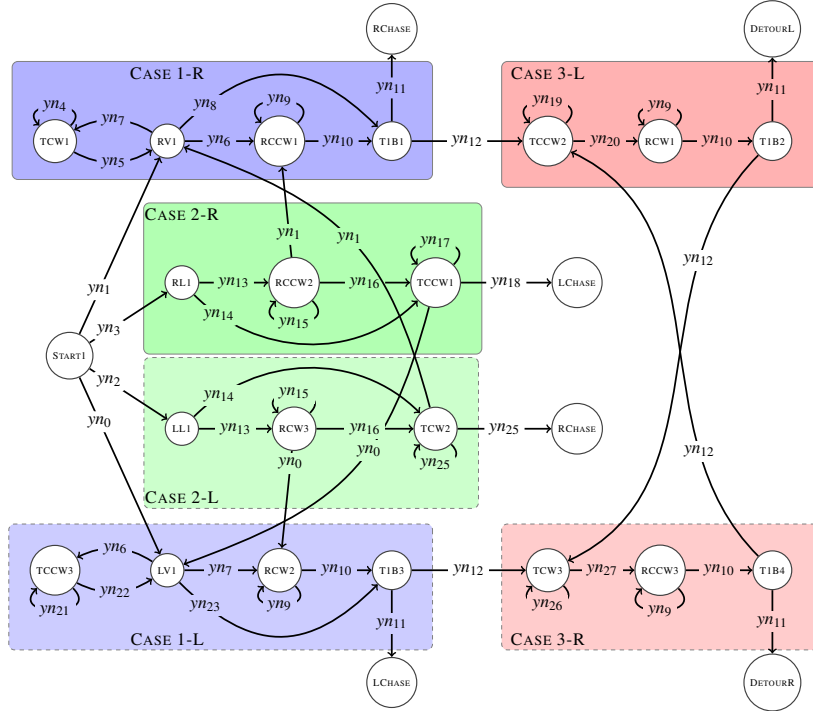 RCHASE
DETOURL
CASE 1-R
CASE 3-L
yn4
yn7
yn8
yn9
yn11
yn19
yn9
yn11
TCW1
RV1
yn6
RCCW1
yn10
T1B1
yn12
TCCW2
yn20
RCW1
yn10
T1B2
yn5
CASE 2-R
yn1
yn1
yn17
yn12
RL1
yn13
RCCW2
yn16
TCCW1
yn18
LCHASE
yn1
yn14
yn15
yn3
START1
yn2
yn14
yn15
yn0
LL1
yn13
RCW3
yn16
TCW2
yn25
RCHASE
yn0
yn0
yn25
yn12
CASE 2-L
yn6
TCCW3
LV1
yn7
RCW2
yn10
T1B3
yn12
TCW3
yn27
RCCW3
yn10
T1B4
yn21
yn22
yn23
yn9
yn11
yn26
yn9
yn11
CASE 1-L
CASE 3-R
LCHASE
DETOURR